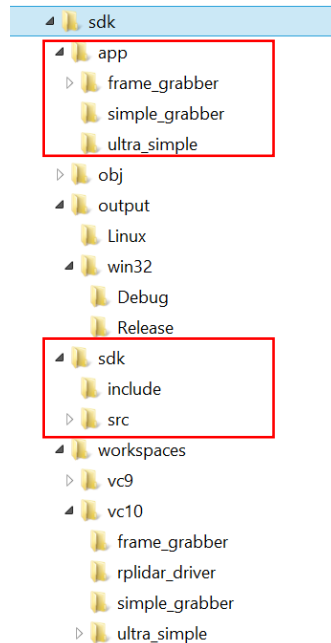 sdk
app
frame_grabber
simple_grabber
ultra_simple
obj
output
Linux
win32
Debug
Release
sdk
include
src
workspaces
vc9
vc10
frame_grabber
rplidar_driver
simple_grabber
ultra_simple